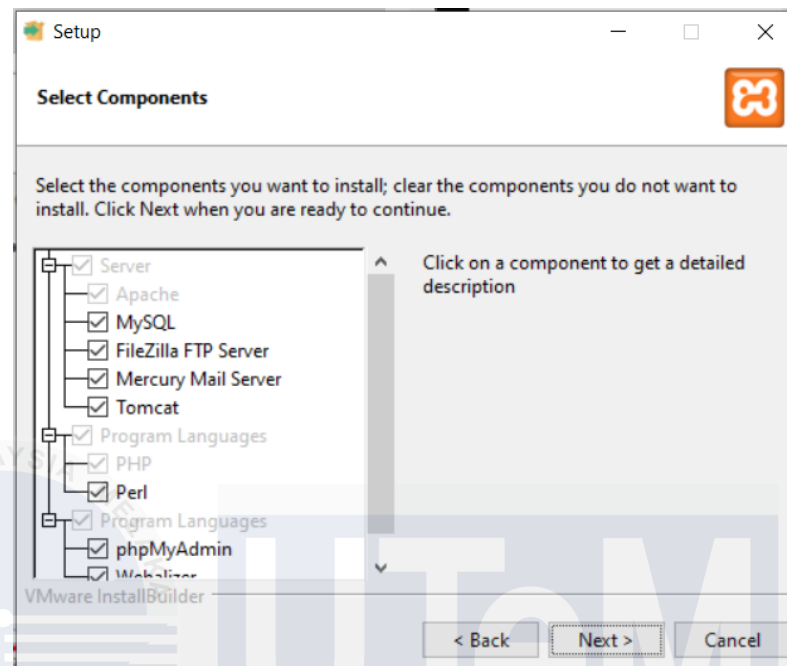 Setup
Select Components
Select the components you want to install; clear the components you do not want to
install. Click Next when you are ready to continue.
Server
Apache
MySQL
FileZilla FTP Server
Mercury Mail Server
Tomcat
Program Languages
PHP
Perl
Program Languages
phpMyAdmin
Webalizer
Click on a component to get a detailed
description
VMware InstallBuilder
< Back
Next >
Cancel